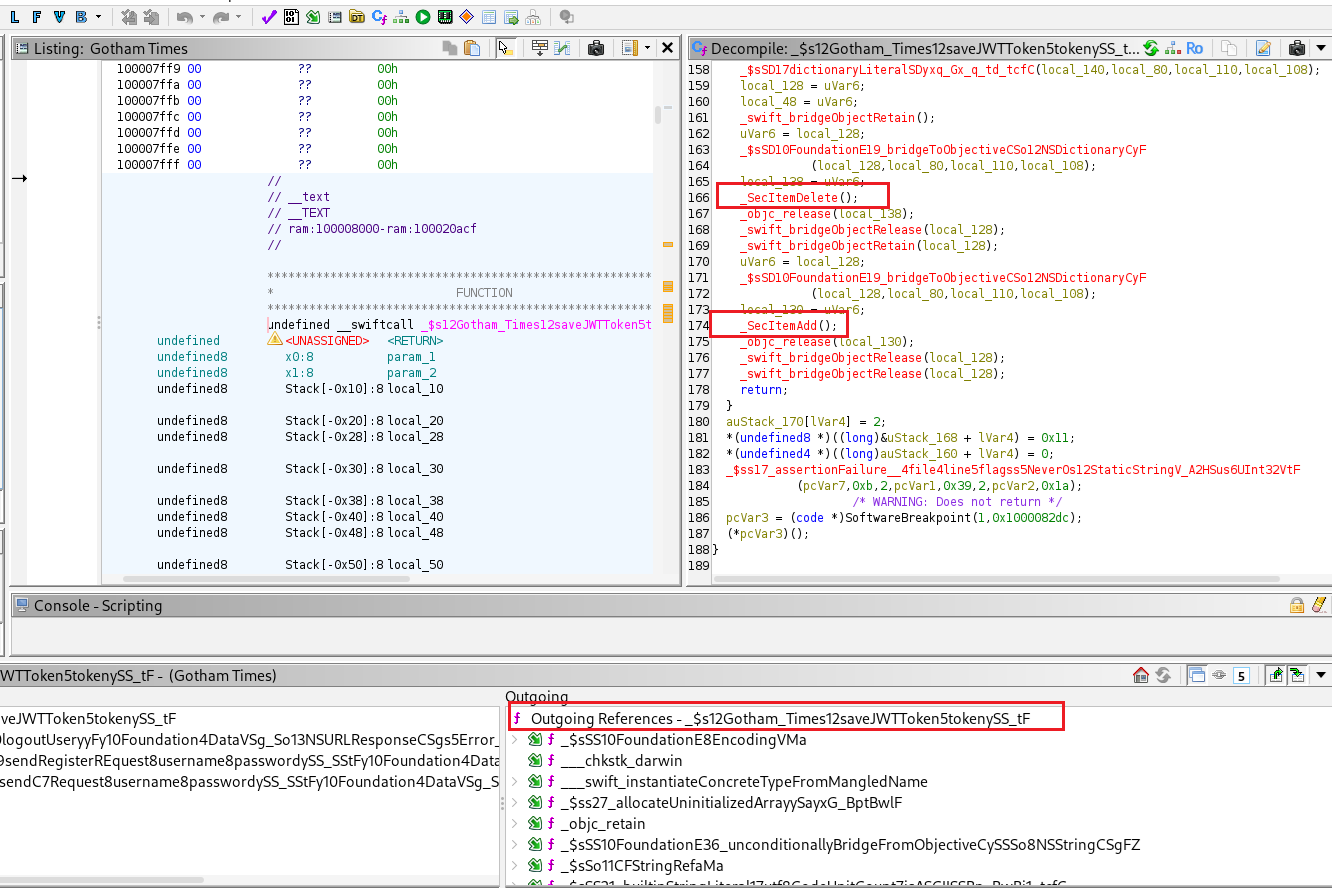 L F V B
Listing: Gotham Times
100007ff9 00 ?? 00h
100007ffa 00 ?? 00h
100007ffb 00 ?? 00h
100007ffc 00 ?? 00h
100007ffd 00 ?? 00h
100007ffe 00 ?? 00h
100007fff 00 ?? 00h
//
// __text
// __TEXT
// ram:100008000-ram:100020acf
//
* FUNCTION
undefined __swiftcall _$s12Gotham_Times12saveJWTToken5t
undefined <UNASSIGNED> <RETURN>
undefined8 x0:8 param_1
undefined8 x1:8 param_2
undefined8 Stack[-0x10]:8 local_10
undefined8 Stack[-0x20]:8 local_20
undefined8 Stack[-0x28]:8 local_28
undefined8 Stack[-0x30]:8 local_30
undefined8 Stack[-0x38]:8 local_38
undefined8 Stack[-0x40]:8 local_40
undefined8 Stack[-0x48]:8 local_48
undefined8 Stack[-0x50]:8 local_50
Decompile: _$s12Gotham_Times12saveJWTToken5tokenySS_t... Ro
158 _$sSD17dictionaryLiteralSDyxq_Gx_q_td_tcfC(local_140,local_80,local_110,local_108);
159 local_128 = uVar6;
160 local_48 = uVar6;
161 _swift_bridgeObjectRetain();
162 uVar6 = local_128;
163 _$sSD10FoundationE19_bridgeToObjectiveCSo12NSDictionaryCyF
164 (local_128,local_80,local_110,local_108);
165 local_138 = uVar6;
166 _SecItemDelete();
167 _objc_release(local_138);
168 _swift_bridgeObjectRelease(local_128);
169 _swift_bridgeObjectRetain(local_128);
170 uVar6 = local_128;
171 _$sSD10FoundationE19_bridgeToObjectiveCSo12NSDictionaryCyF
172 (local_128,local_80,local_110,local_108);
173 local_130 = uVar6;
174 _SecItemAdd();
175 _objc_release(local_130);
176 _swift_bridgeObjectRelease(local_128);
177 _swift_bridgeObjectRelease(local_128);
178 return;
179 }
180 auStack_170[lVar4] = 2;
181 *(undefined8 *)((long)&uStack_168 + lVar4) = 0x11;
182 *(undefined4 *)((long)auStack_160 + lVar4) = 0;
183 _$ss17_assertionFailure__4file4line5flagss5NeverOs12StaticStringV_A2HSus6UInt32VtF
184 (pcVar7,0xb,2,pcVar1,0x39,2,pcVar2,0x1a);
185 /* WARNING: Does not return */
186 pcVar3 = (code *)SoftwareBreakpoint(1,0x1000082dc);
187 (*pcVar3)();
188 }
189
Console - Scripting
WTToken5tokenySS_tF - (Gotham Times)
5
veJWTToken5tokenySS_tF
logoutUseryyFy10Foundation4DataVSg_So13NSURLResponseCSgs5Error_
9sendRegisterREquest8username8passwordySS_SStFy10Foundation4Data
sendC7Request8username8passwordySS_SStFy10Foundation4DataVSg_S
Outgoing
Outgoing References - _$s12Gotham_Times12saveJWTToken5tokenySS_tF
_$sSS10FoundationE8EncodingVMa
___chkstk_darwin
___swift_instantiateConcreteTypeFromMangledName
_$ss27_allocateUninitializedArrayySayxG_BptBwlF
_objc_retain
_$sSS10FoundationE36_unconditionallyBridgeFromObjectiveCySSSo8NSStringCSgFZ
_$sSo11CFStringRefaMa